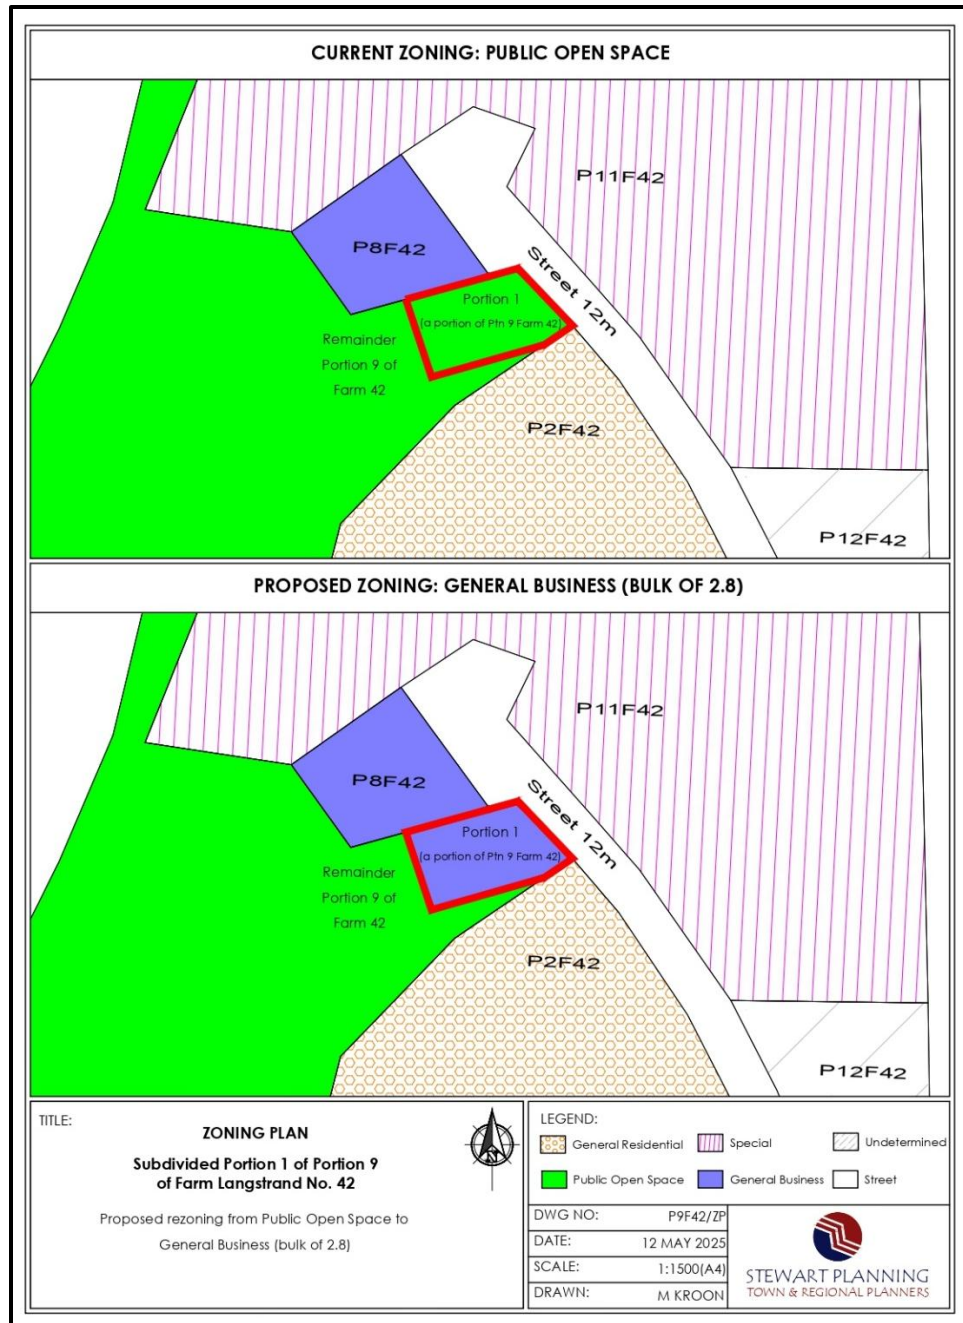 CURRENT ZONING: PUBLIC OPEN SPACE
P11F42
P8F42
Street 12m
Portion 1
(a portion of Ptn 9 Farm 42)
Remainder
Portion 9 of
Farm 42
P2F42
P12F42
PROPOSED ZONING: GENERAL BUSINESS (BULK OF 2.8)
P11F42
P8F42
Street 12m
Portion 1
(a portion of Ptn 9 Farm 42)
Remainder
Portion 9 of
Farm 42
P2F42
P12F42
TITLE:
ZONING PLAN
Subdivided Portion 1 of Portion 9
of Farm Langstrand No. 42
Proposed rezoning from Public Open Space to
General Business (bulk of 2.8)
N
LEGEND:
General Residential
Special
Undetermined
Public Open Space
General Business
Street
DWG NO: P9F42/ZP
DATE: 12 MAY 2025
SCALE: 1:1500(A4)
DRAWN: M KROON
STEWART PLANNING
TOWN & REGIONAL PLANNERS